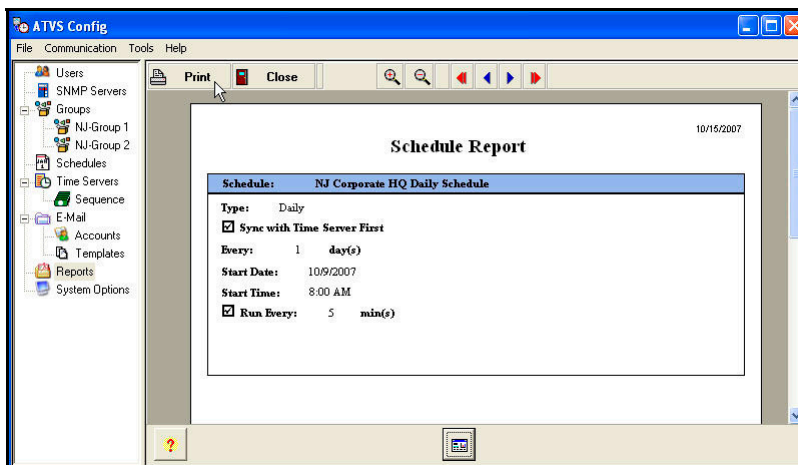 ATVS Config
File Communication Tools Help
Users
SNMP Servers
Groups
NJ-Group 1
NJ-Group 2
Schedules
Time Servers
Sequence
E-Mail
Accounts
Templates
Reports
System Options
Print Close
10/15/2007
Schedule Report
Schedule: NJ Corporate HQ Daily Schedule
Type: Daily
Sync with Time Server First
Every: 1 day(s)
Start Date: 10/9/2007
Start Time: 8:00 AM
Run Every: 5 min(s)
?